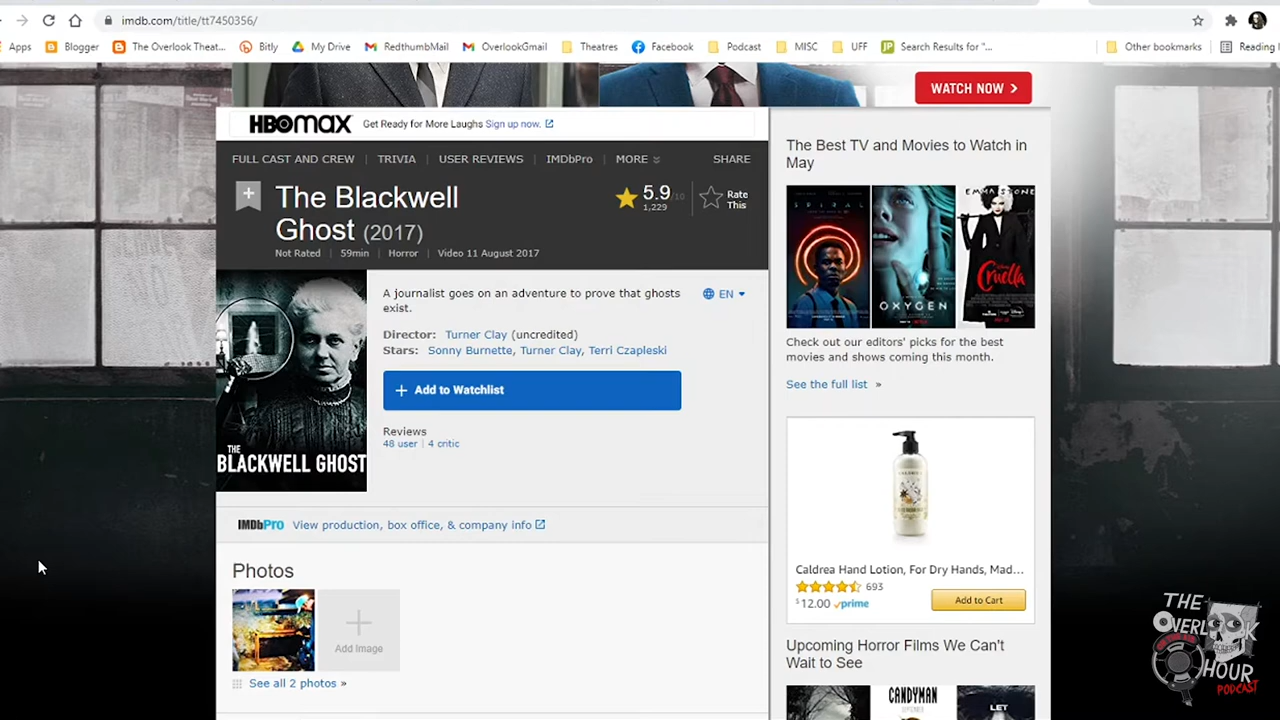 imdb.com/title/tt7450356/
Apps
Blogger
The Overlook Theat...
Bitly
My Drive
RedthumbMail
OverlookGmail
Theatres
Facebook
Podcast
MISC
UFF
Search Results for "...
Other bookmarks
Reading
WATCH NOW
HBOmax Get Ready for More Laughs Sign up now.
FULL CAST AND CREW TRIVIA USER REVIEWS IMDbPro MORE SHARE
The Blackwell
Ghost (2017)
5.9/10
1,229
Rate
This
Not Rated | 59min | Horror | Video 11 August 2017
THE
BLACKWELL GHOST
A journalist goes on an adventure to prove that ghosts
exist.
EN
Director: Turner Clay (uncredited)
Stars: Sonny Burnette, Turner Clay, Terri Czapleski
+ Add to Watchlist
Reviews
48 user | 4 critic
IMDbPro View production, box office, & company info
Photos
Add Image
See all 2 photos »
The Best TV and Movies to Watch in
May
SPIRAL
OXYGEN
EMMA STONE
Cruella
Check out our editors' picks for the best
movies and shows coming this month.
See the full list »
Caldrea Hand Lotion, For Dry Hands, Mad...
693
$12.00 prime
Add to Cart
Upcoming Horror Films We Can't
Wait to See
CANDYMAN
LET
THE
OVERLOOK
HOUR
PODCAST